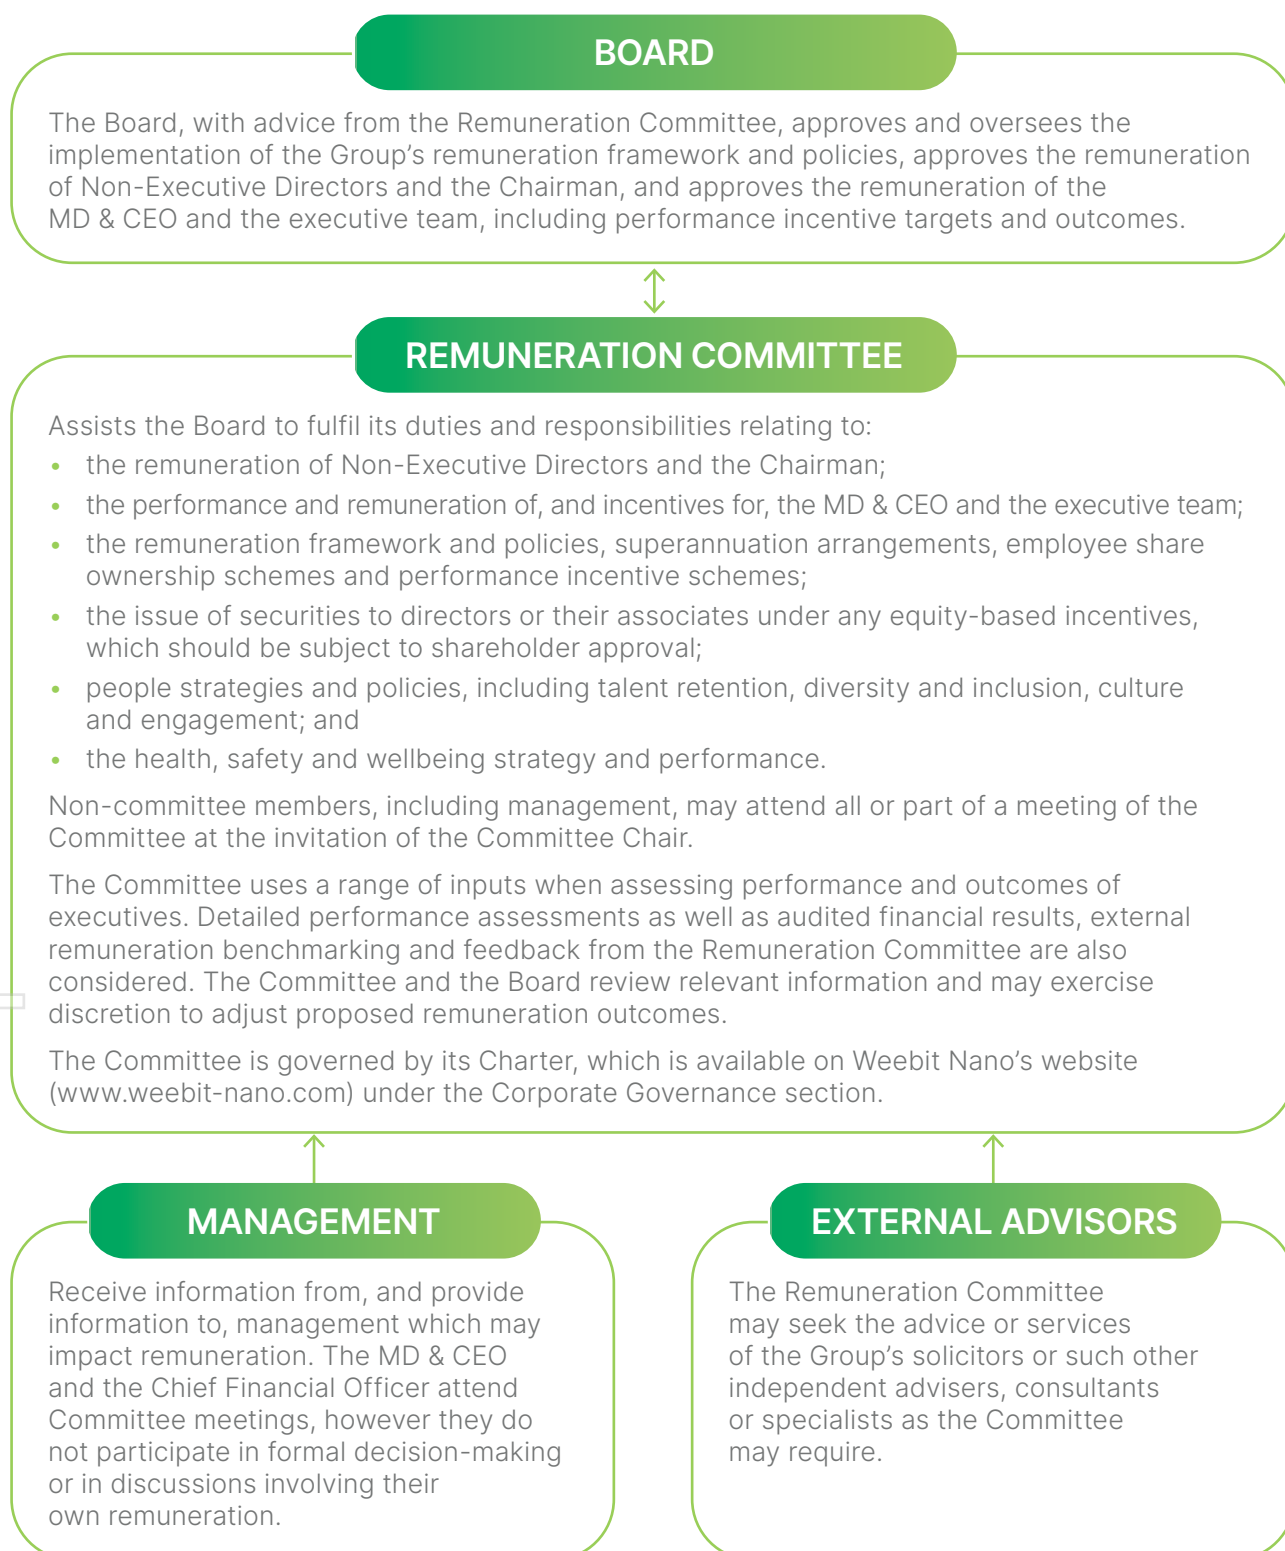 BOARD
The Board, with advice from the Remuneration Committee, approves and oversees the
implementation of the Group’s remuneration framework and policies, approves the remuneration
of Non-Executive Directors and the Chairman, and approves the remuneration of the
MD & CEO and the executive team, including performance incentive targets and outcomes.
REMUNERATION COMMITTEE
Assists the Board to fulfil its duties and responsibilities relating to:
• the remuneration of Non-Executive Directors and the Chairman;
• the performance and remuneration of, and incentives for, the MD & CEO and the executive team;
• the remuneration framework and policies, superannuation arrangements, employee share
ownership schemes and performance incentive schemes;
• the issue of securities to directors or their associates under any equity-based incentives,
which should be subject to shareholder approval;
• people strategies and policies, including talent retention, diversity and inclusion, culture
and engagement; and
• the health, safety and wellbeing strategy and performance.
Non-committee members, including management, may attend all or part of a meeting of the
Committee at the invitation of the Committee Chair.
The Committee uses a range of inputs when assessing performance and outcomes of
executives. Detailed performance assessments as well as audited financial results, external
remuneration benchmarking and feedback from the Remuneration Committee are also
considered. The Committee and the Board review relevant information and may exercise
discretion to adjust proposed remuneration outcomes.
The Committee is governed by its Charter, which is available on Weebit Nano’s website
(www.weebit-nano.com) under the Corporate Governance section.
MANAGEMENT
Receive information from, and provide
information to, management which may
impact remuneration. The MD & CEO
and the Chief Financial Officer attend
Committee meetings, however they do
not participate in formal decision-making
or in discussions involving their
own remuneration.
EXTERNAL ADVISORS
The Remuneration Committee
may seek the advice or services
of the Group’s solicitors or such other
independent advisers, consultants
or specialists as the Committee
may require.